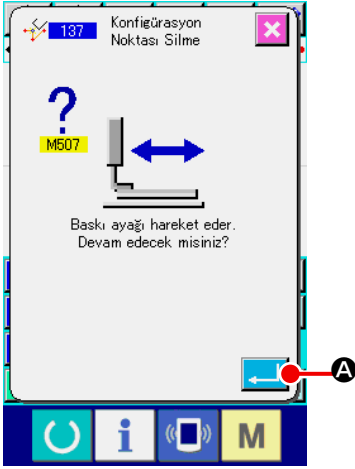 137
Konfigürasyon
Noktası Silme
?
M507
Baskı ayağı hareket eder.
Devam edecek misiniz?
A
i
M